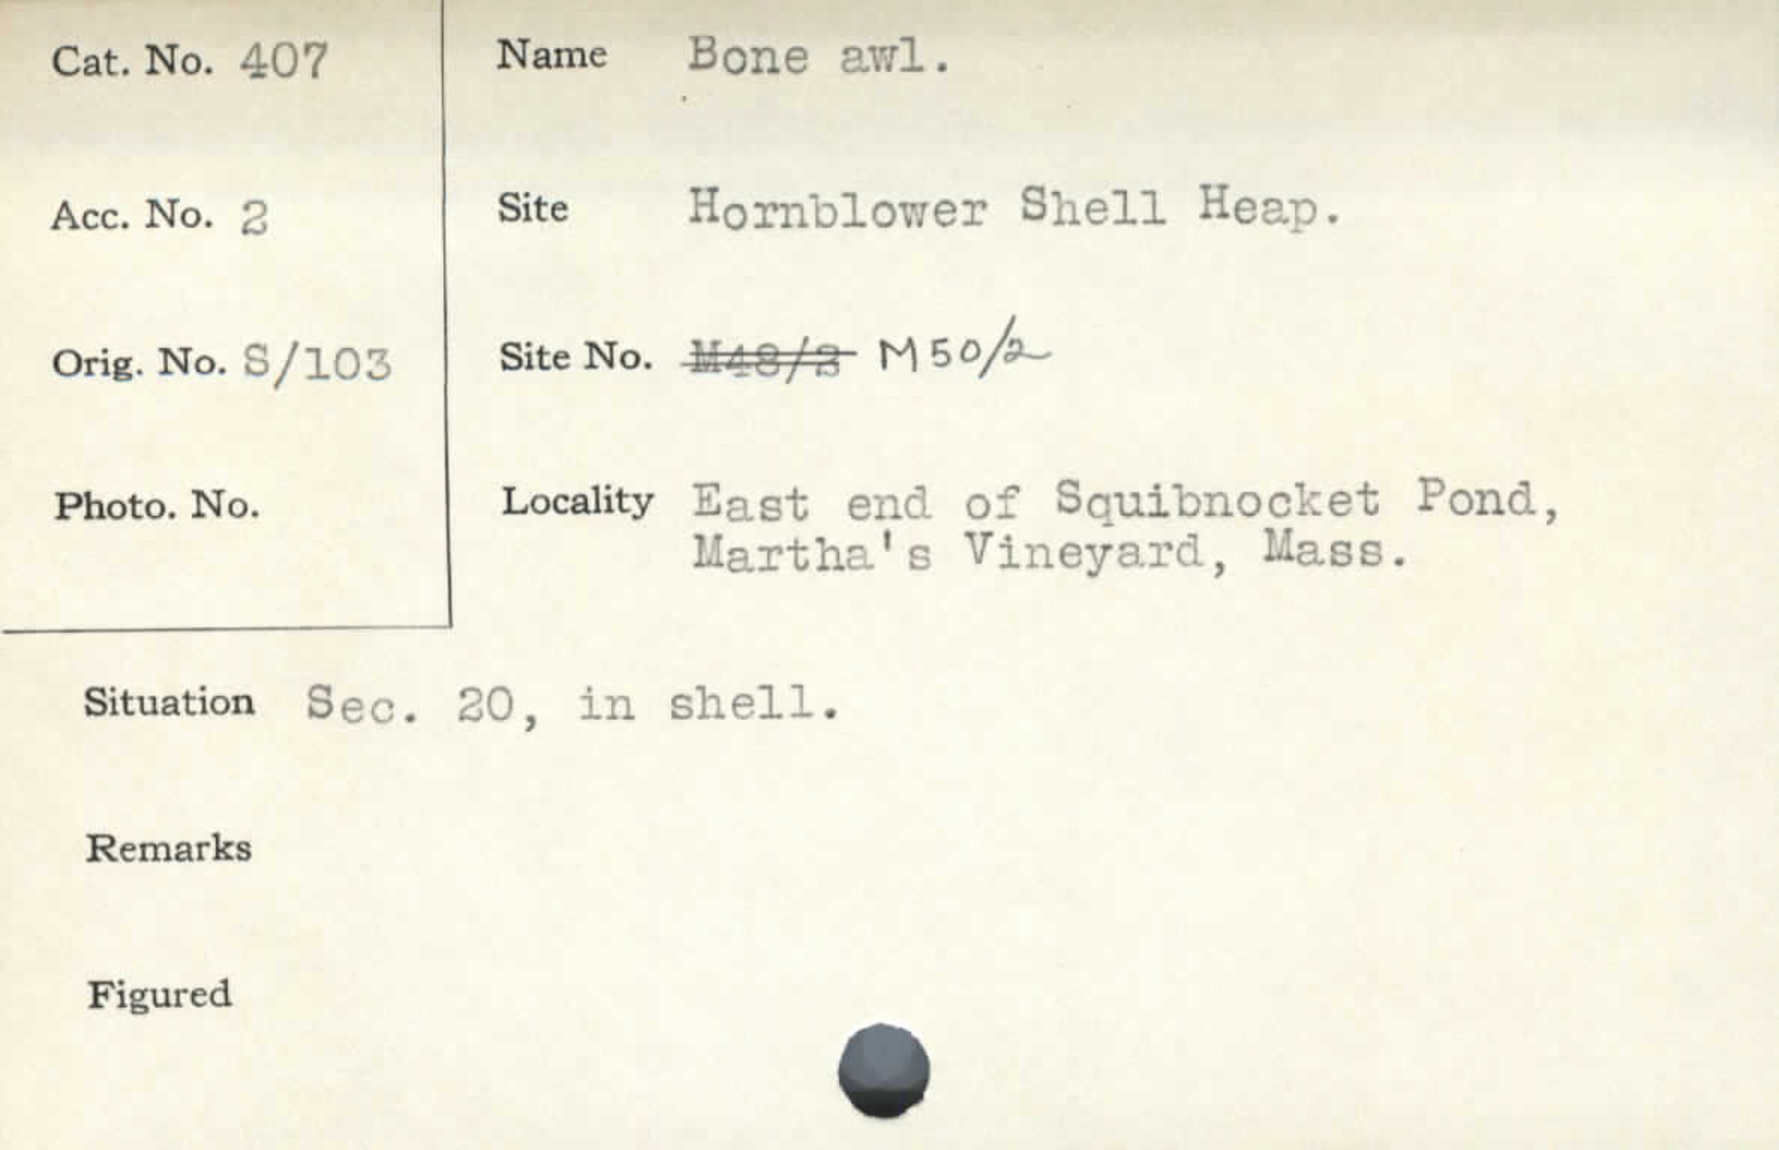 Cat. No. 407
Name Bone awl.
Acc. No. 2
Site Hornblower Shell Heap.
Orig. No. S/103
Site No. M50/2
Photo. No.
Locality East end of Squibnocket Pond,
Martha's Vineyard, Mass.
Situation Sec. 20, in shell.
Remarks
Figured